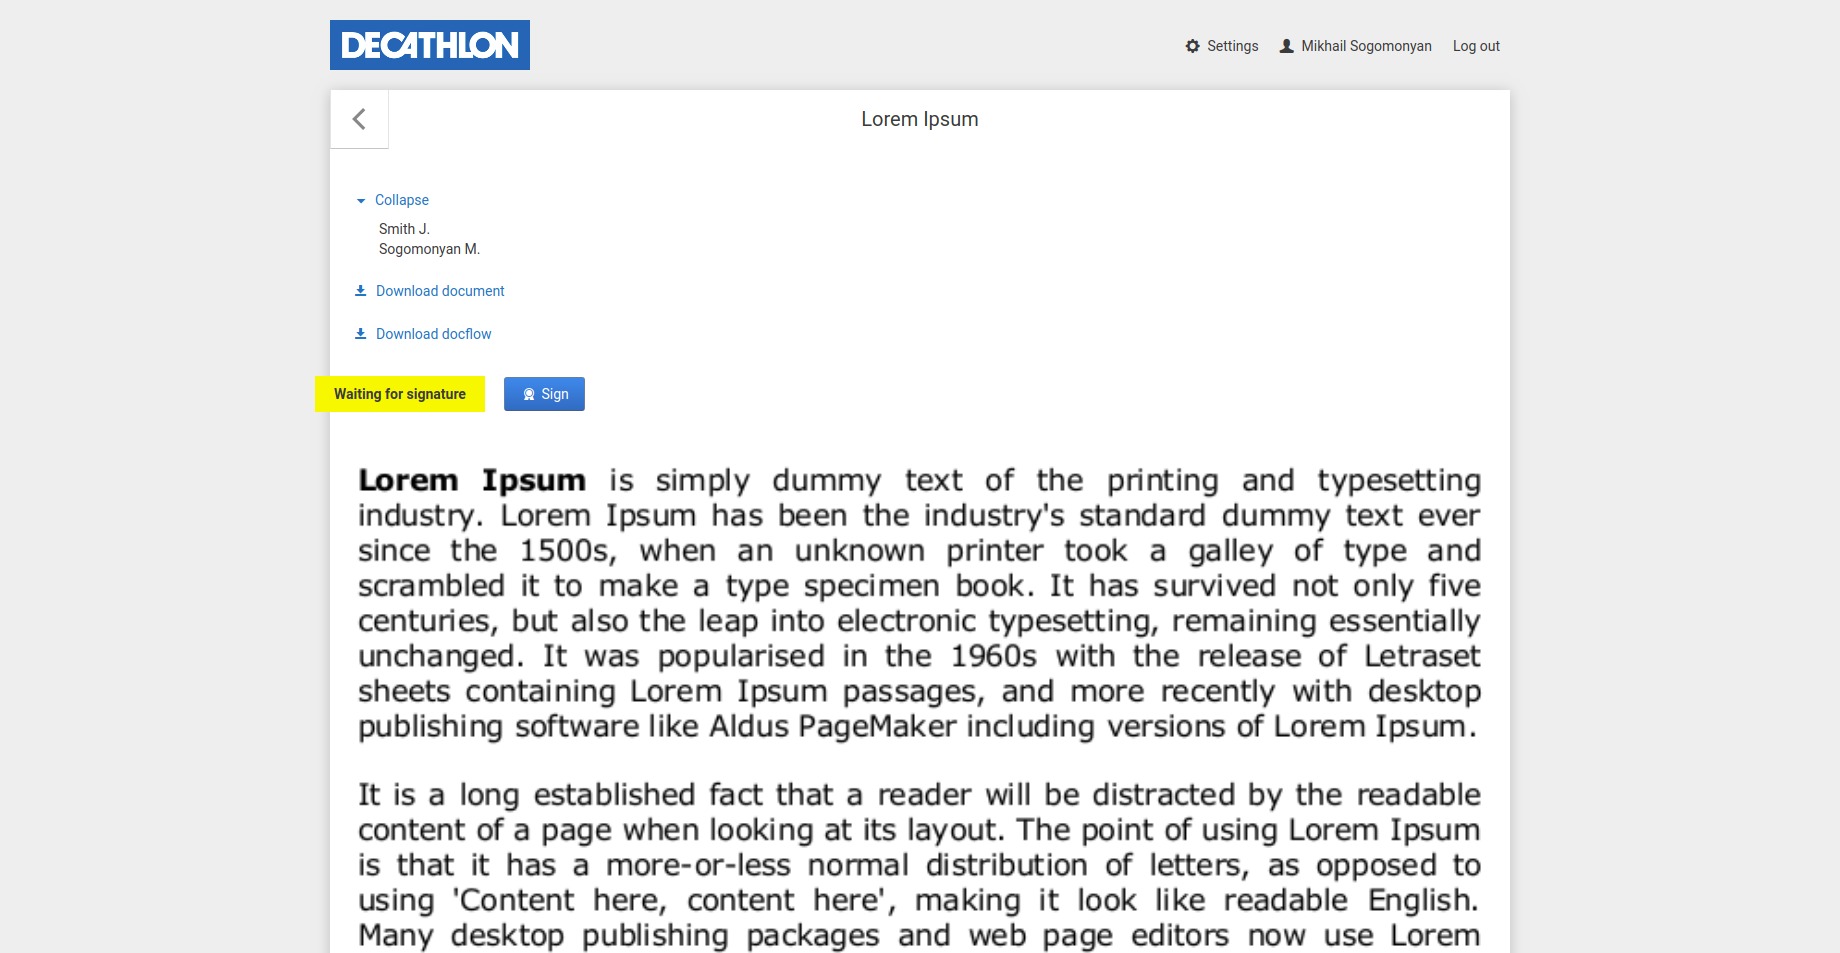 DECATHLON
Settings Mikhail Sogomonyan Log out
Lorem Ipsum
Collapse
Smith J.
Sogomonyan M.
Download document
Download docflow
Waiting for signature Sign
Lorem Ipsum is simply dummy text of the printing and typesetting
industry. Lorem Ipsum has been the industry's standard dummy text ever
since the 1500s, when an unknown printer took a galley of type and
scrambled it to make a type specimen book. It has survived not only five
centuries, but also the leap into electronic typesetting, remaining essentially
unchanged. It was popularised in the 1960s with the release of Letraset
sheets containing Lorem Ipsum passages, and more recently with desktop
publishing software like Aldus PageMaker including versions of Lorem Ipsum.
It is a long established fact that a reader will be distracted by the readable
content of a page when looking at its layout. The point of using Lorem Ipsum
is that it has a more-or-less normal distribution of letters, as opposed to
using 'Content here, content here', making it look like readable English.
Many desktop publishing packages and web page editors now use Lorem